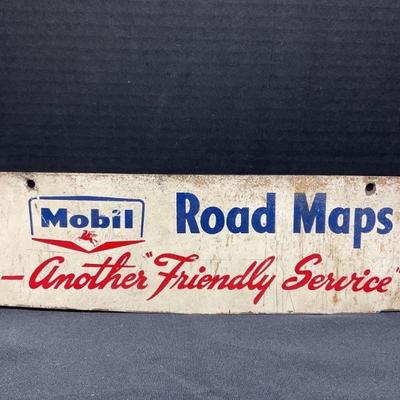 Mobil Road Maps
—Another "Friendly Service"